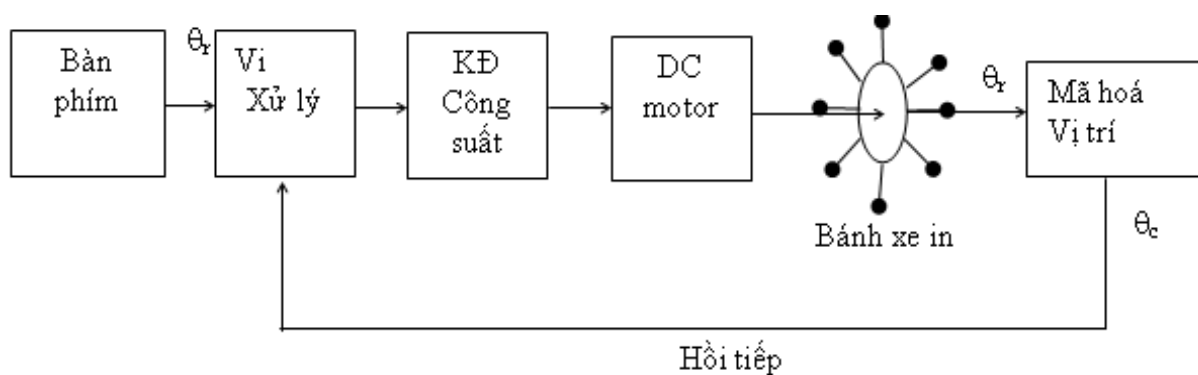 Bàn
phím
θr
Vi
Xử lý
KĐ
Công
suất
DC
motor
Bánh xe in
θr
Mã hoá
Vị trí
θc
Hồi tiếp